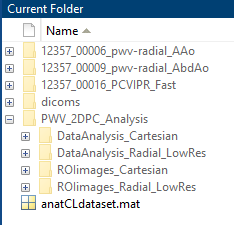 Current Folder
Name
12357_00006_pwv-radial_AAo
12357_00009_pwv-radial_AbdAo
12357_00016_PCVIPR_Fast
dicoms
PWV_2DPC_Analysis
DataAnalysis_Cartesian
DataAnalysis_Radial_LowRes
ROIimages_Cartesian
ROIimages_Radial_LowRes
anatCLdataset.mat